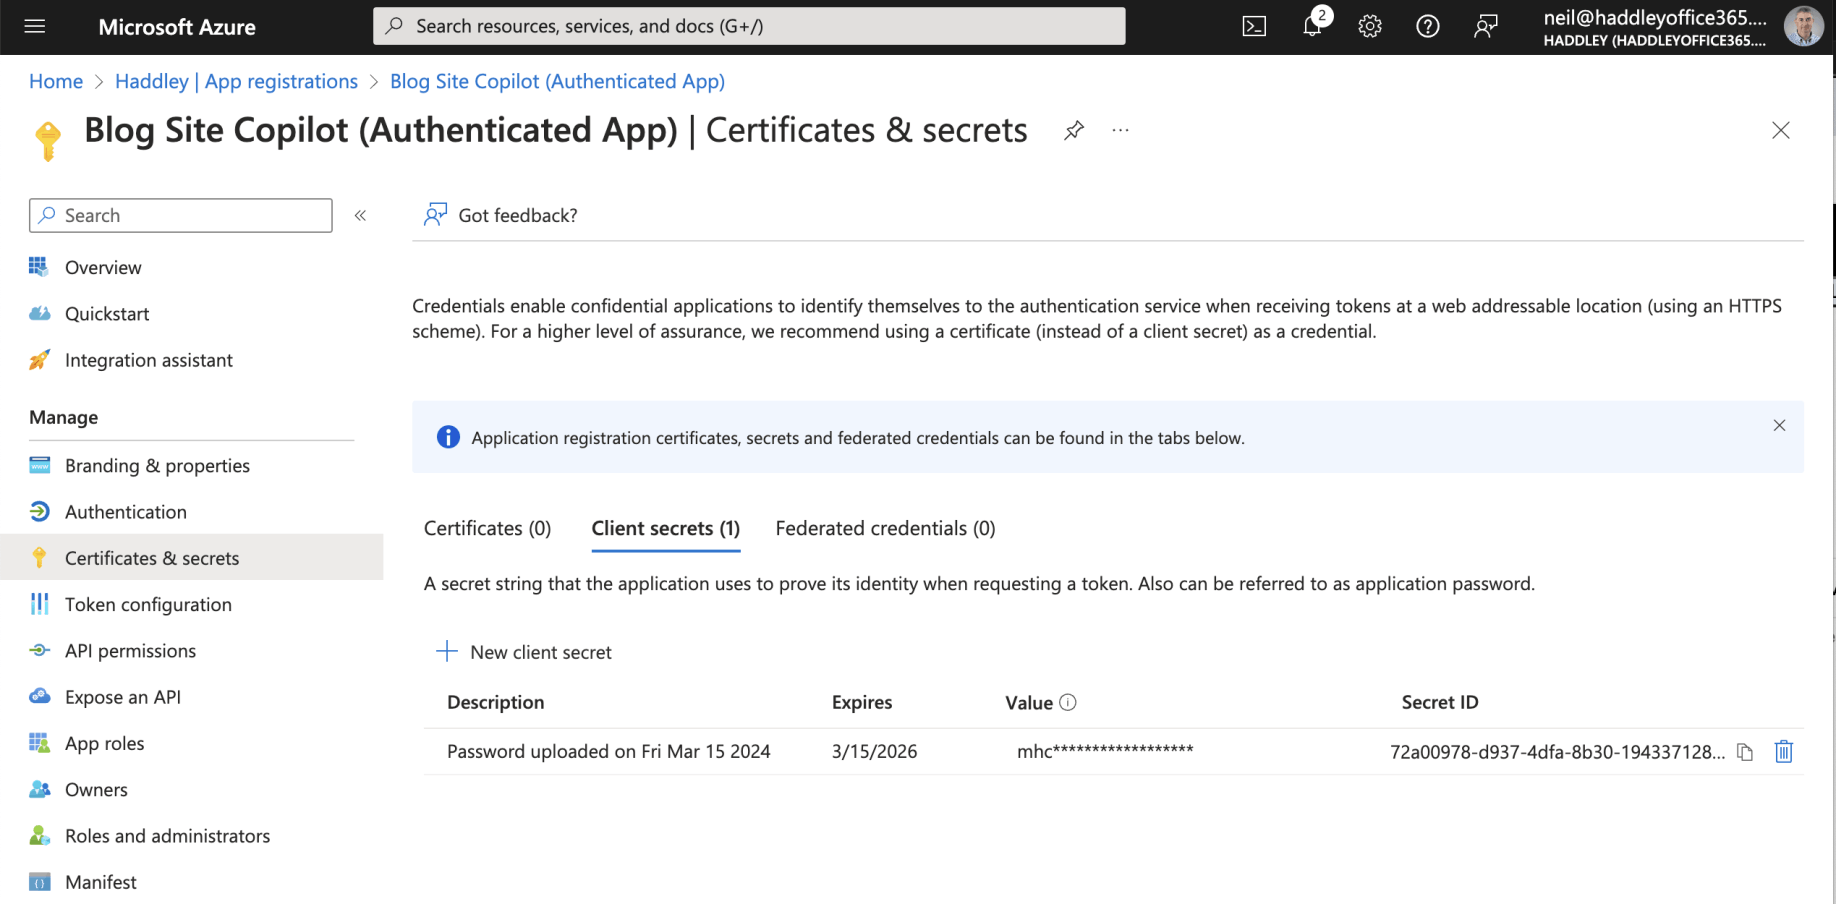 Microsoft Azure
Search resources, services, and docs (G+/)
2
neil@haddleyoffice365....
HADDLEY (HADDLEYOFFICE365....
Home > Haddley | App registrations > Blog Site Copilot (Authenticated App)
Blog Site Copilot (Authenticated App) | Certificates & secrets
Search
Got feedback?
Overview
Quickstart
Integration assistant
Manage
Branding & properties
Authentication
Certificates & secrets
Token configuration
API permissions
Expose an API
App roles
Owners
Roles and administrators
Manifest
Credentials enable confidential applications to identify themselves to the authentication service when receiving tokens at a web addressable location (using an HTTPS
scheme). For a higher level of assurance, we recommend using a certificate (instead of a client secret) as a credential.
Application registration certificates, secrets and federated credentials can be found in the tabs below.
Certificates (0) Client secrets (1) Federated credentials (0)
A secret string that the application uses to prove its identity when requesting a token. Also can be referred to as application password.
New client secret
Description Expires Value Secret ID
Password uploaded on Fri Mar 15 2024 3/15/2026 mhc****************** 72a00978-d937-4dfa-8b30-194337128...